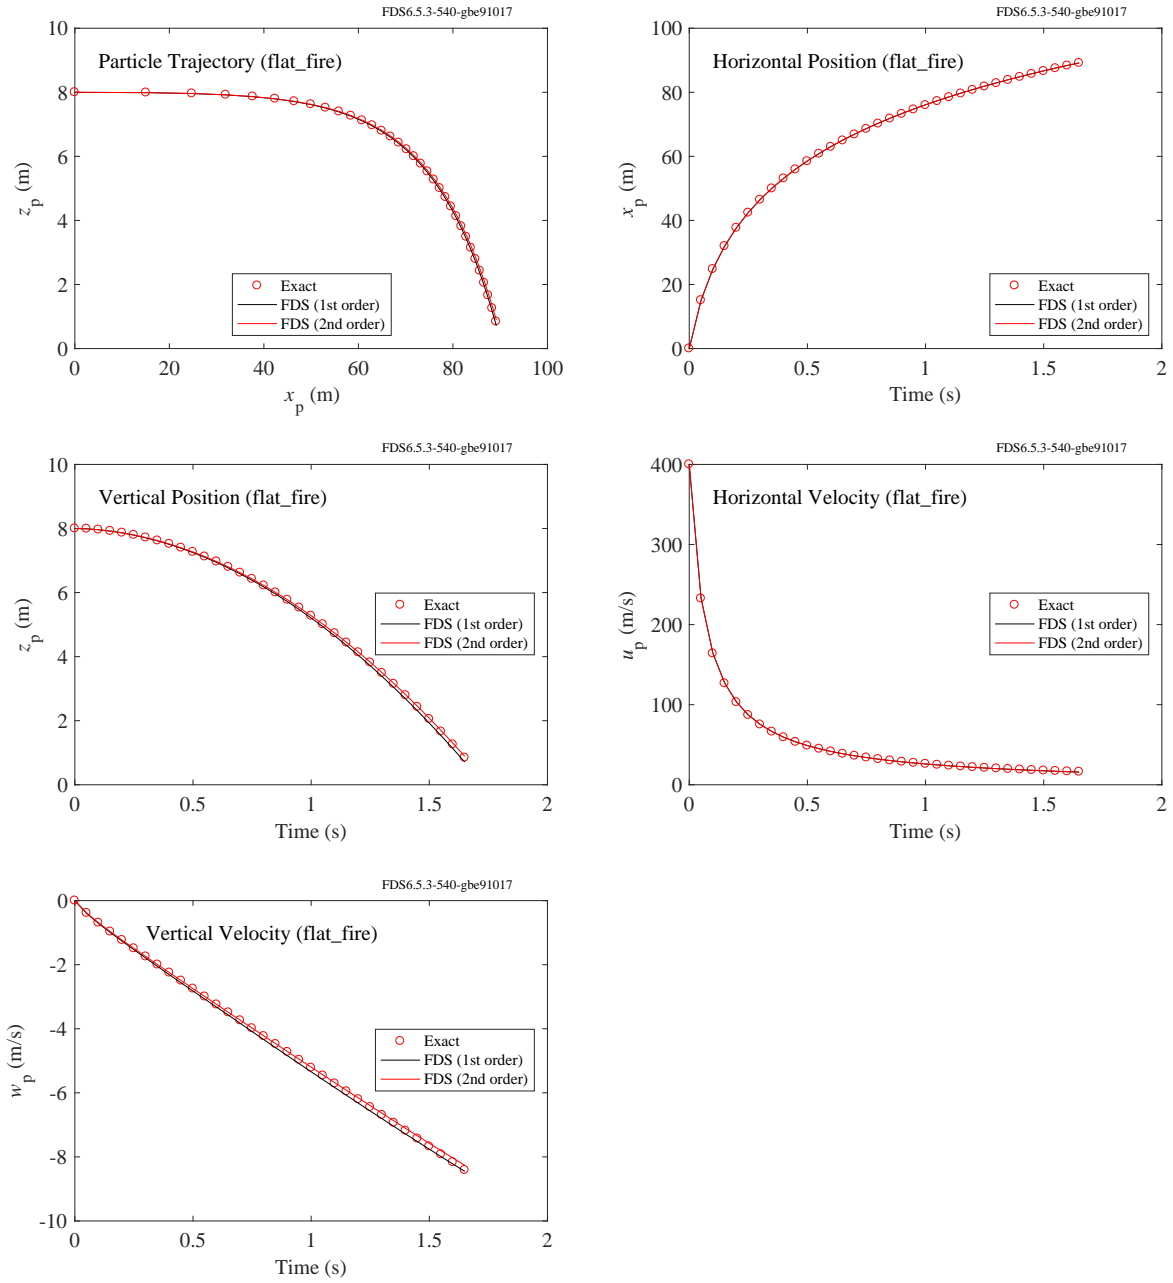 FDS6.5.3-540-gbe91017
Particle Trajectory (flat_fire)
10
8
6
4
2
0
z_p (m)
Exact
FDS (1st order)
FDS (2nd order)
0 20 40 60 80 100
x_p (m)
FDS6.5.3-540-gbe91017
Horizontal Position (flat_fire)
100
80
60
40
20
0
x_p (m)
Exact
FDS (1st order)
FDS (2nd order)
0 0.5 1 1.5 2
Time (s)
FDS6.5.3-540-gbe91017
Vertical Position (flat_fire)
10
8
6
4
2
0
z_p (m)
Exact
FDS (1st order)
FDS (2nd order)
0 0.5 1 1.5 2
Time (s)
FDS6.5.3-540-gbe91017
Horizontal Velocity (flat_fire)
400
300
200
100
0
u_p (m/s)
Exact
FDS (1st order)
FDS (2nd order)
0 0.5 1 1.5 2
Time (s)
FDS6.5.3-540-gbe91017
Vertical Velocity (flat_fire)
0
-2
-4
-6
-8
-10
w_p (m/s)
Exact
FDS (1st order)
FDS (2nd order)
0 0.5 1 1.5 2
Time (s)